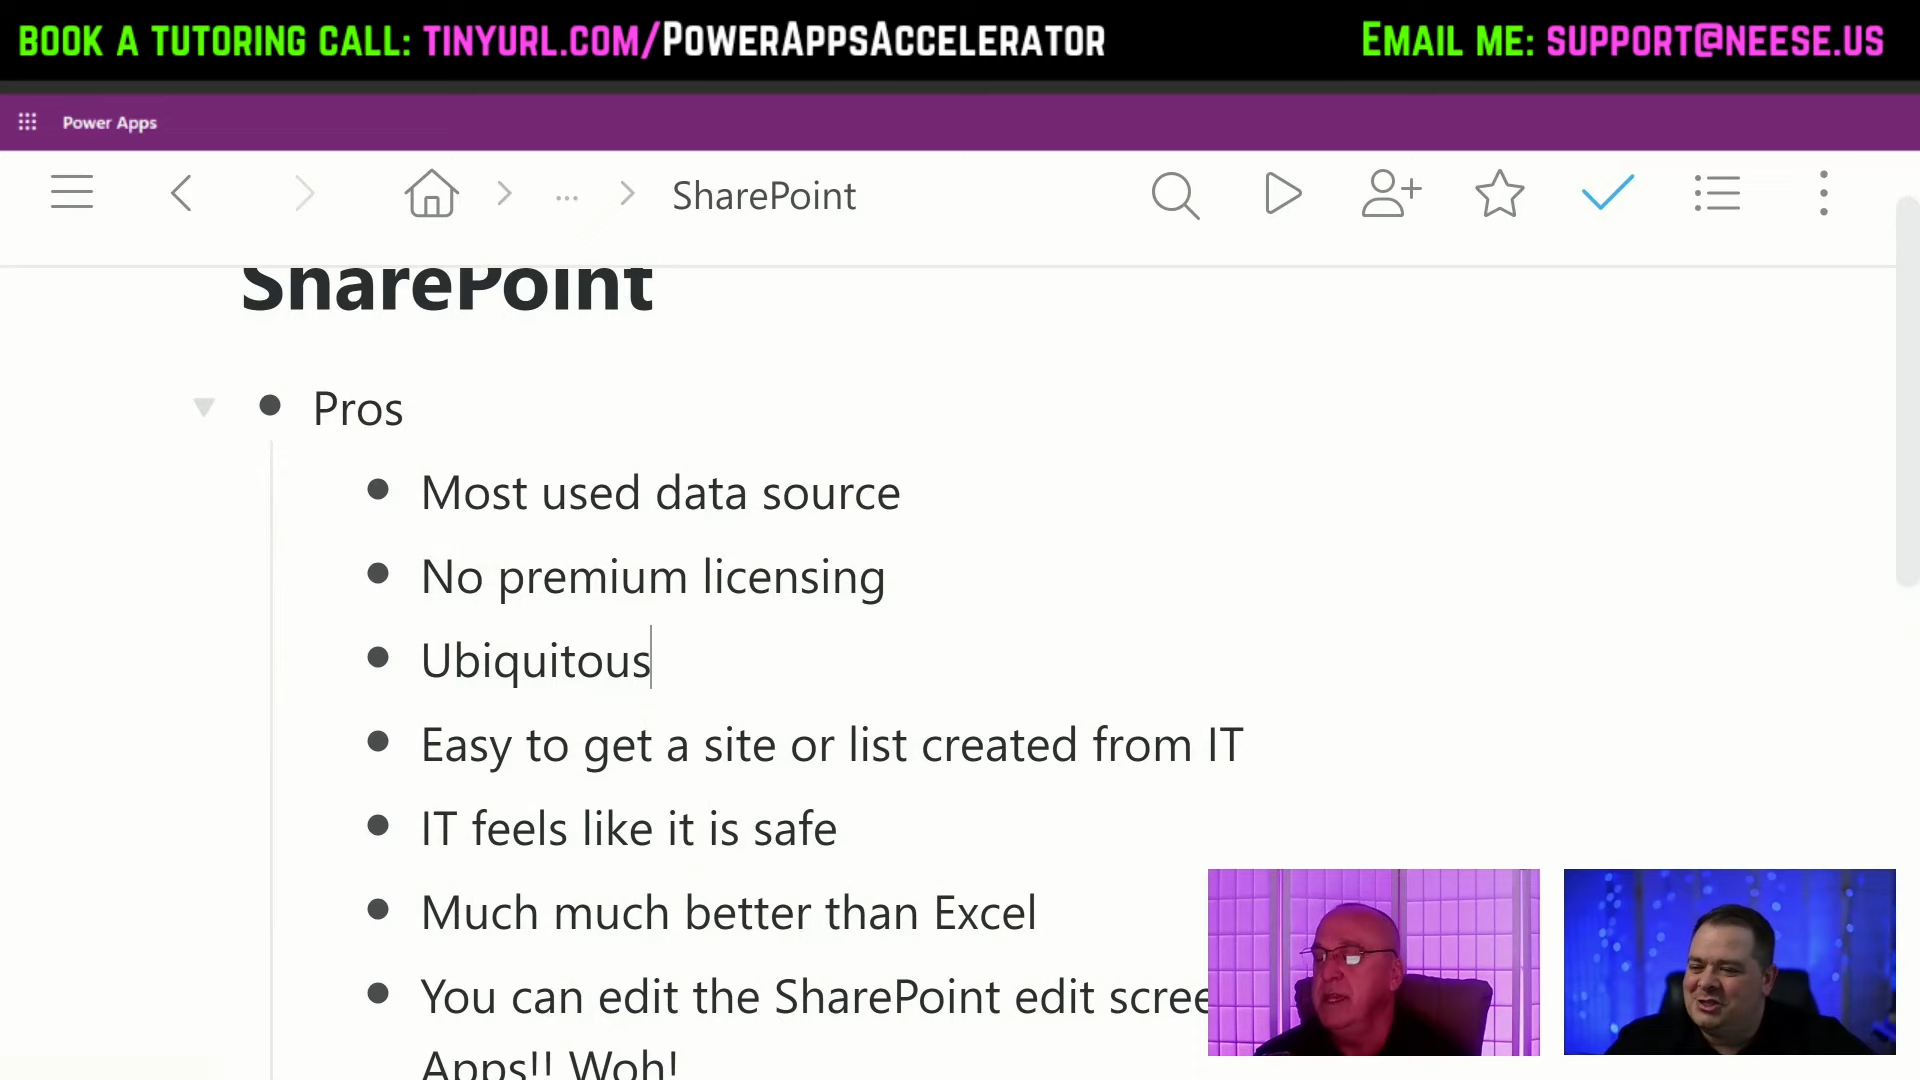 BOOK A TUTORING CALL: TINYURL.COM/POWERAPPSACCELERATOR
EMAIL ME: SUPPORT@NEESE.US
Power Apps
... SharePoint
SharePoint
Pros
Most used data source
No premium licensing
Ubiquitous
Easy to get a site or list created from IT
IT feels like it is safe
Much much better than Excel
You can edit the SharePoint edit
Apps!! Woh!